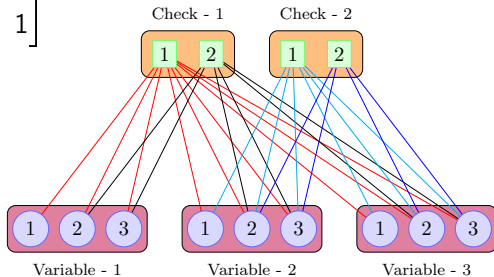 1]
Check - 1 Check - 2
1 2 1 2
1 2 3 1 2 3 1 2 3
Variable - 1 Variable - 2 Variable - 3